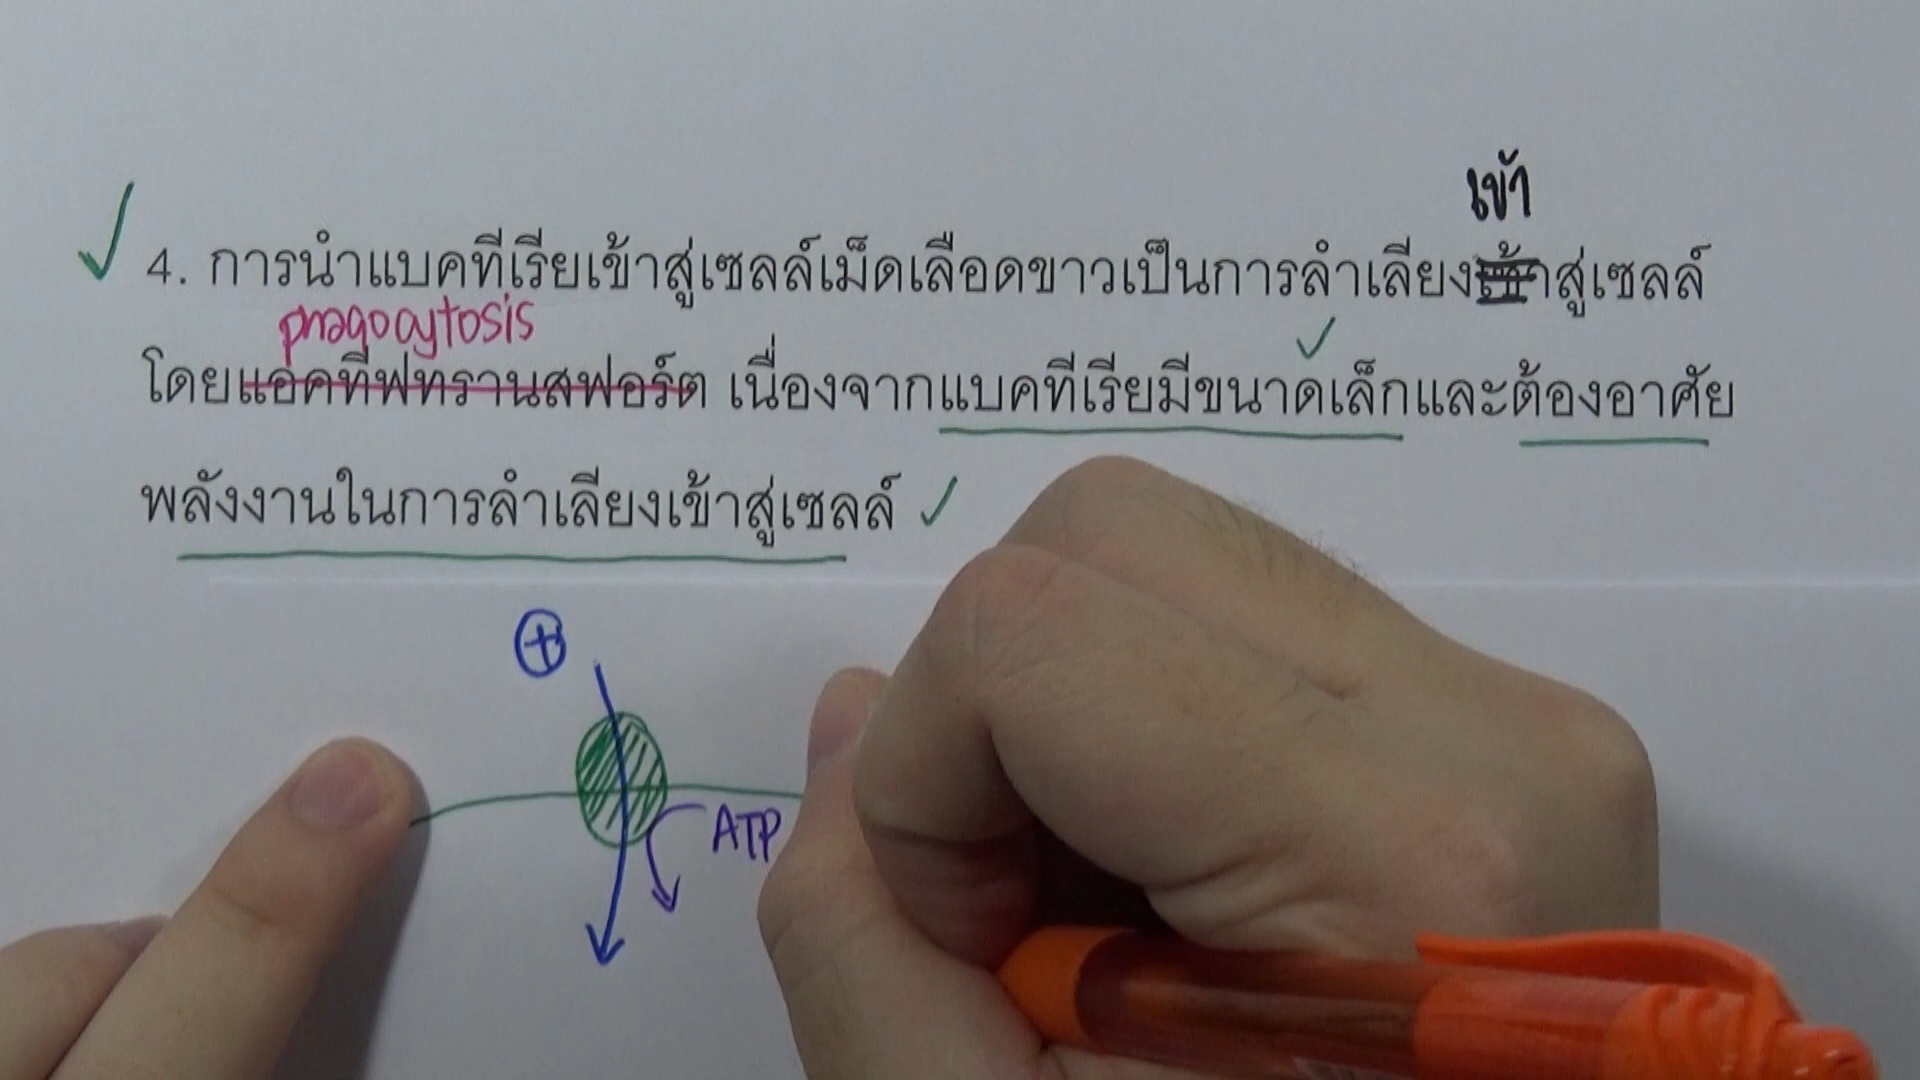 เข้า
4. การนำแบคทีเรียเข้าสู่เซลล์เม็ดเลือดขาวเป็นการลำเลียงเข้าสู่เซลล์
phagocytosis
โดยแอคทีฟทรานสฟอร์ต เนื่องจากแบคทีเรียมีขนาดเล็กและต้องอาศัย
พลังงานในการลำเลียงเข้าสู่เซลล์
+
ATP